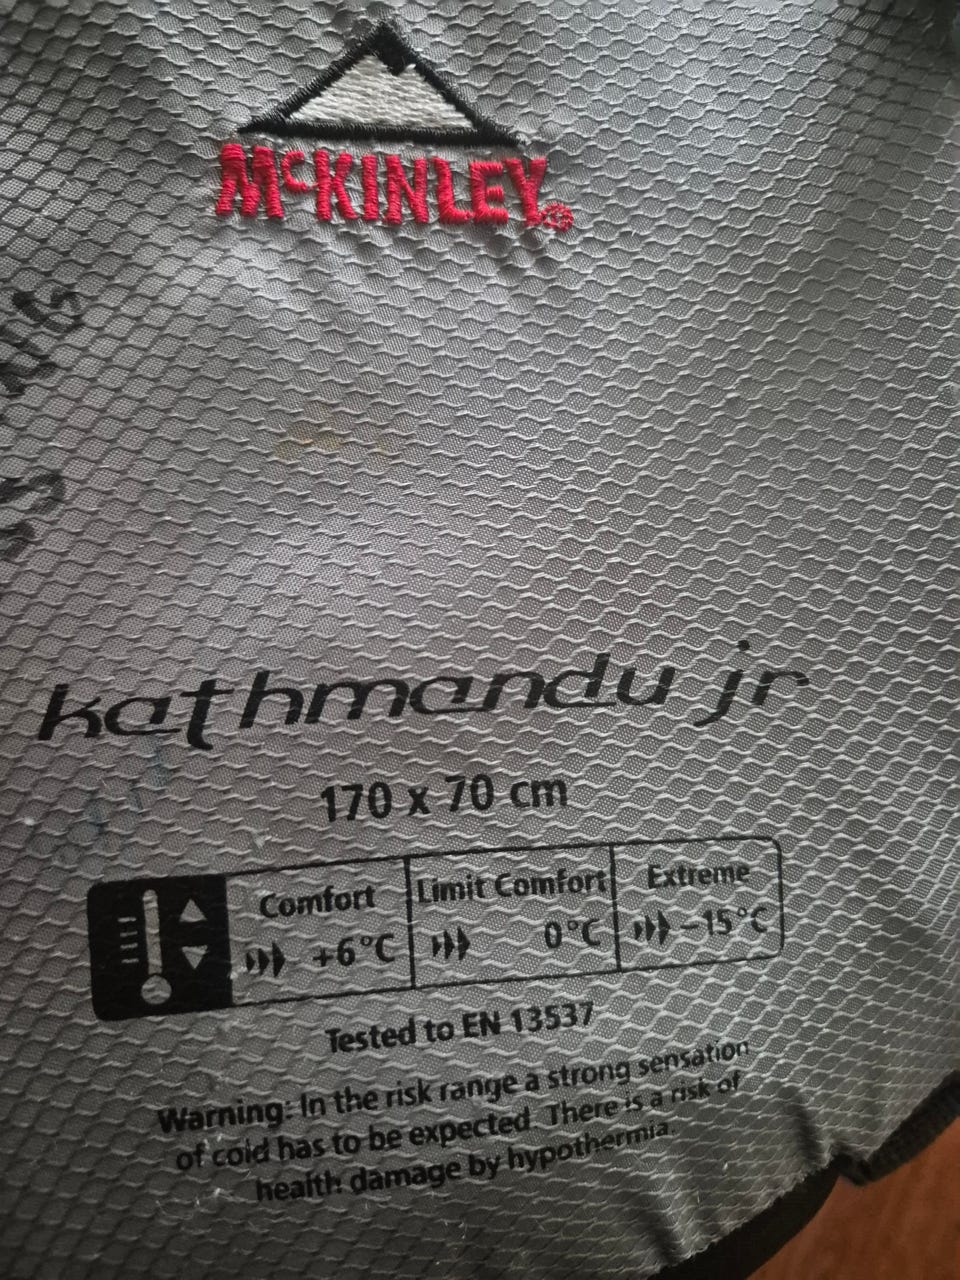 McKINLEY®
kathmandu jr
170 x 70 cm
Comfort
Limit Comfort
Extreme
+6°C
0°C
-15°C
Tested to EN 13537
Warning: In the risk range a strong sensation
of cold has to be expected. There is a risk of
health damage by hypothermia.